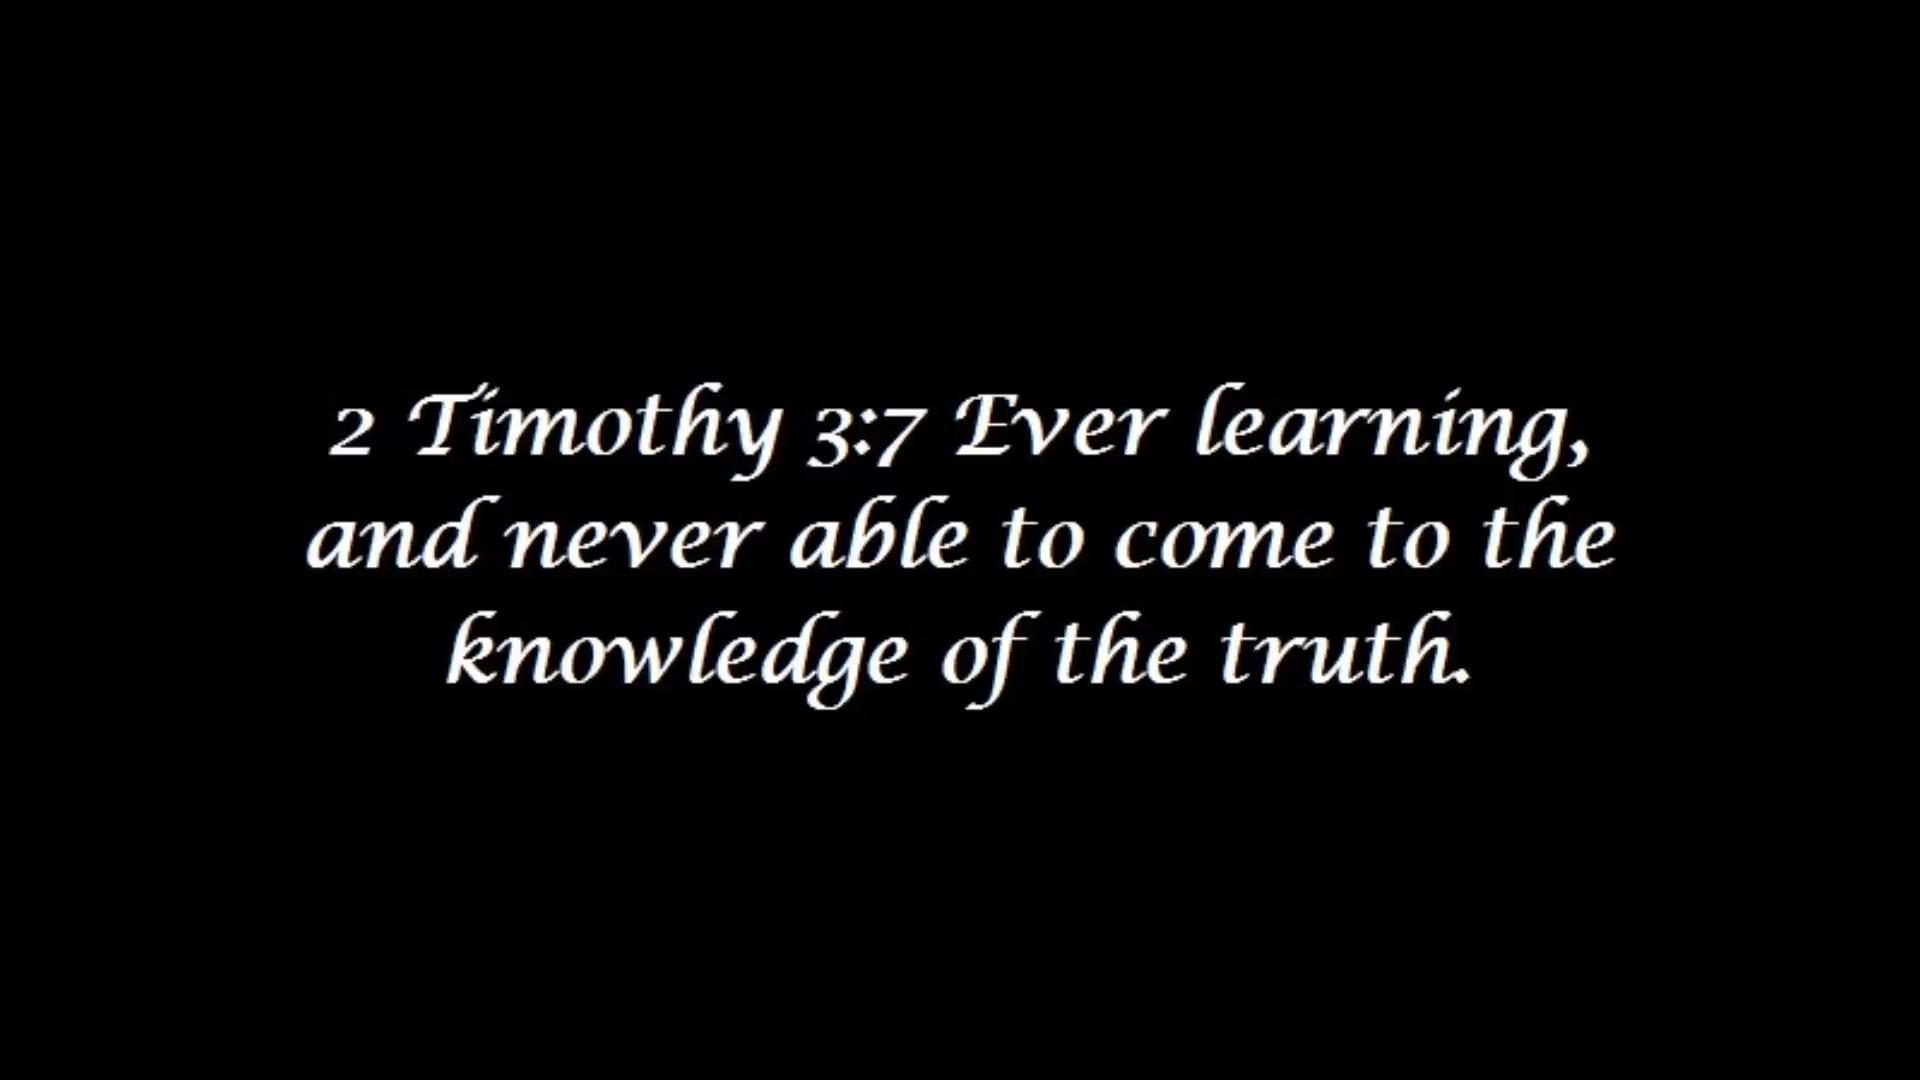 2 Timothy 3:7 Ever learning,
and never able to come to the
knowledge of the truth.